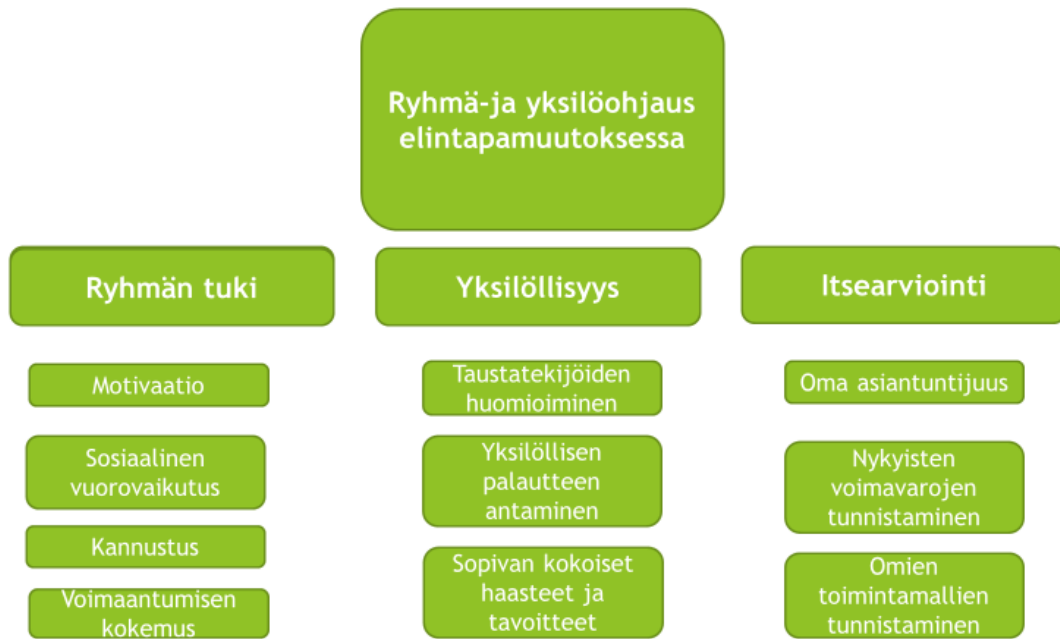 Ryhmä-ja yksilöohjaus
elintapamuutoksessa
Ryhmän tuki
Motivaatio
Sosiaalinen
vuorovaikutus
Kannustus
Voimaantumisen
kokemus
Yksilöllisyys
Taustatekijöiden
huomioiminen
Yksilöllisen
palautteen
antaminen
Sopivan kokoiset
haasteet ja
tavoitteet
Itsearviointi
Oma asiantuntijuus
Nykyisten
voimavarojen
tunnistaminen
Omien
toimintamallien
tunnistaminen